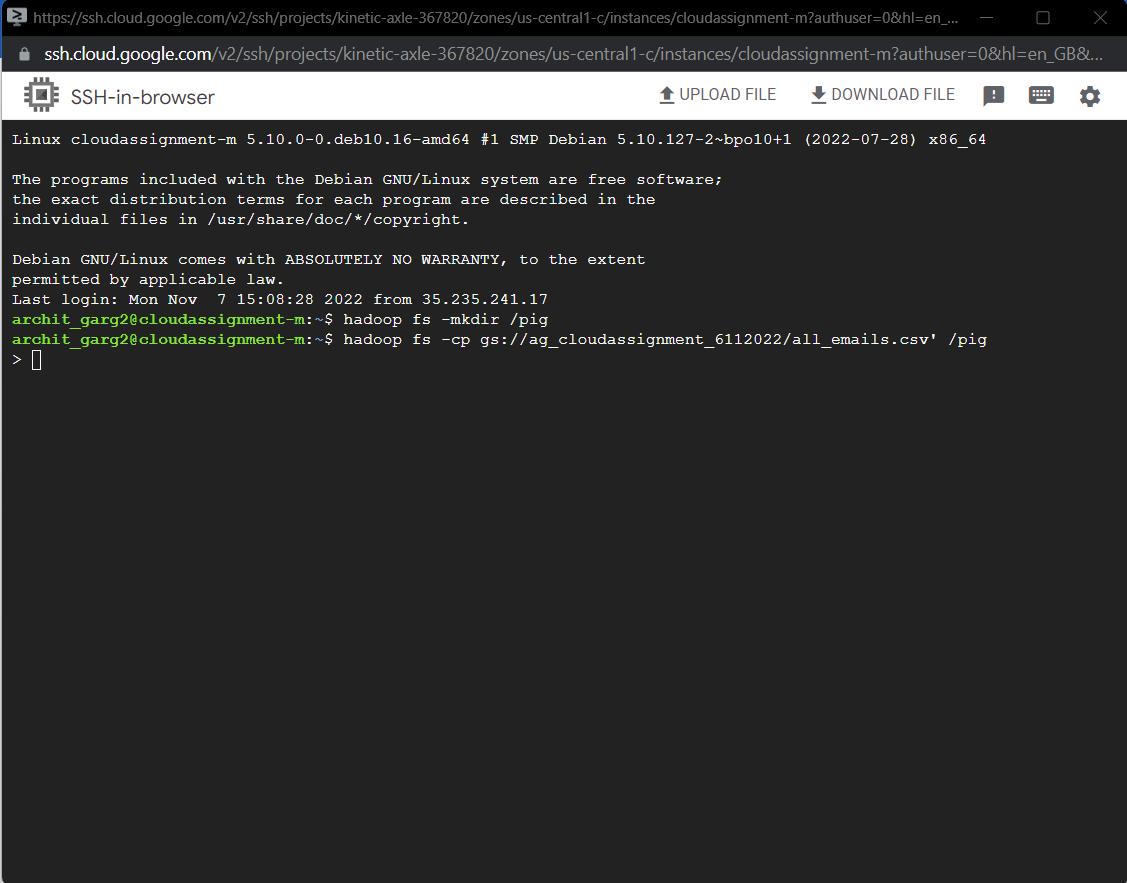 https://ssh.cloud.google.com/v2/ssh/projects/kinetic-axle-367820/zones/us-central1-c/instances/cloudassignment-m?authuser=0&hl=en_...
ssh.cloud.google.com/v2/ssh/projects/kinetic-axle-367820/zones/us-central1-c/instances/cloudassignment-m?authuser=0&hl=en_GB&...
SSH-in-browser
UPLOAD FILE
DOWNLOAD FILE
Linux cloudassignment-m 5.10.0-0.deb10.16-amd64 #1 SMP Debian 5.10.127-2~bpo10+1 (2022-07-28) x86_64
The programs included with the Debian GNU/Linux system are free software;
the exact distribution terms for each program are described in the
individual files in /usr/share/doc/*/copyright.
Debian GNU/Linux comes with ABSOLUTELY NO WARRANTY, to the extent
permitted by applicable law.
Last login: Mon Nov  7 15:08:28 2022 from 35.235.241.17
archit_garg2@cloudassignment-m:~$ hadoop fs -mkdir /pig
archit_garg2@cloudassignment-m:~$ hadoop fs -cp gs://ag_cloudassignment_6112022/all_emails.csv' /pig
>